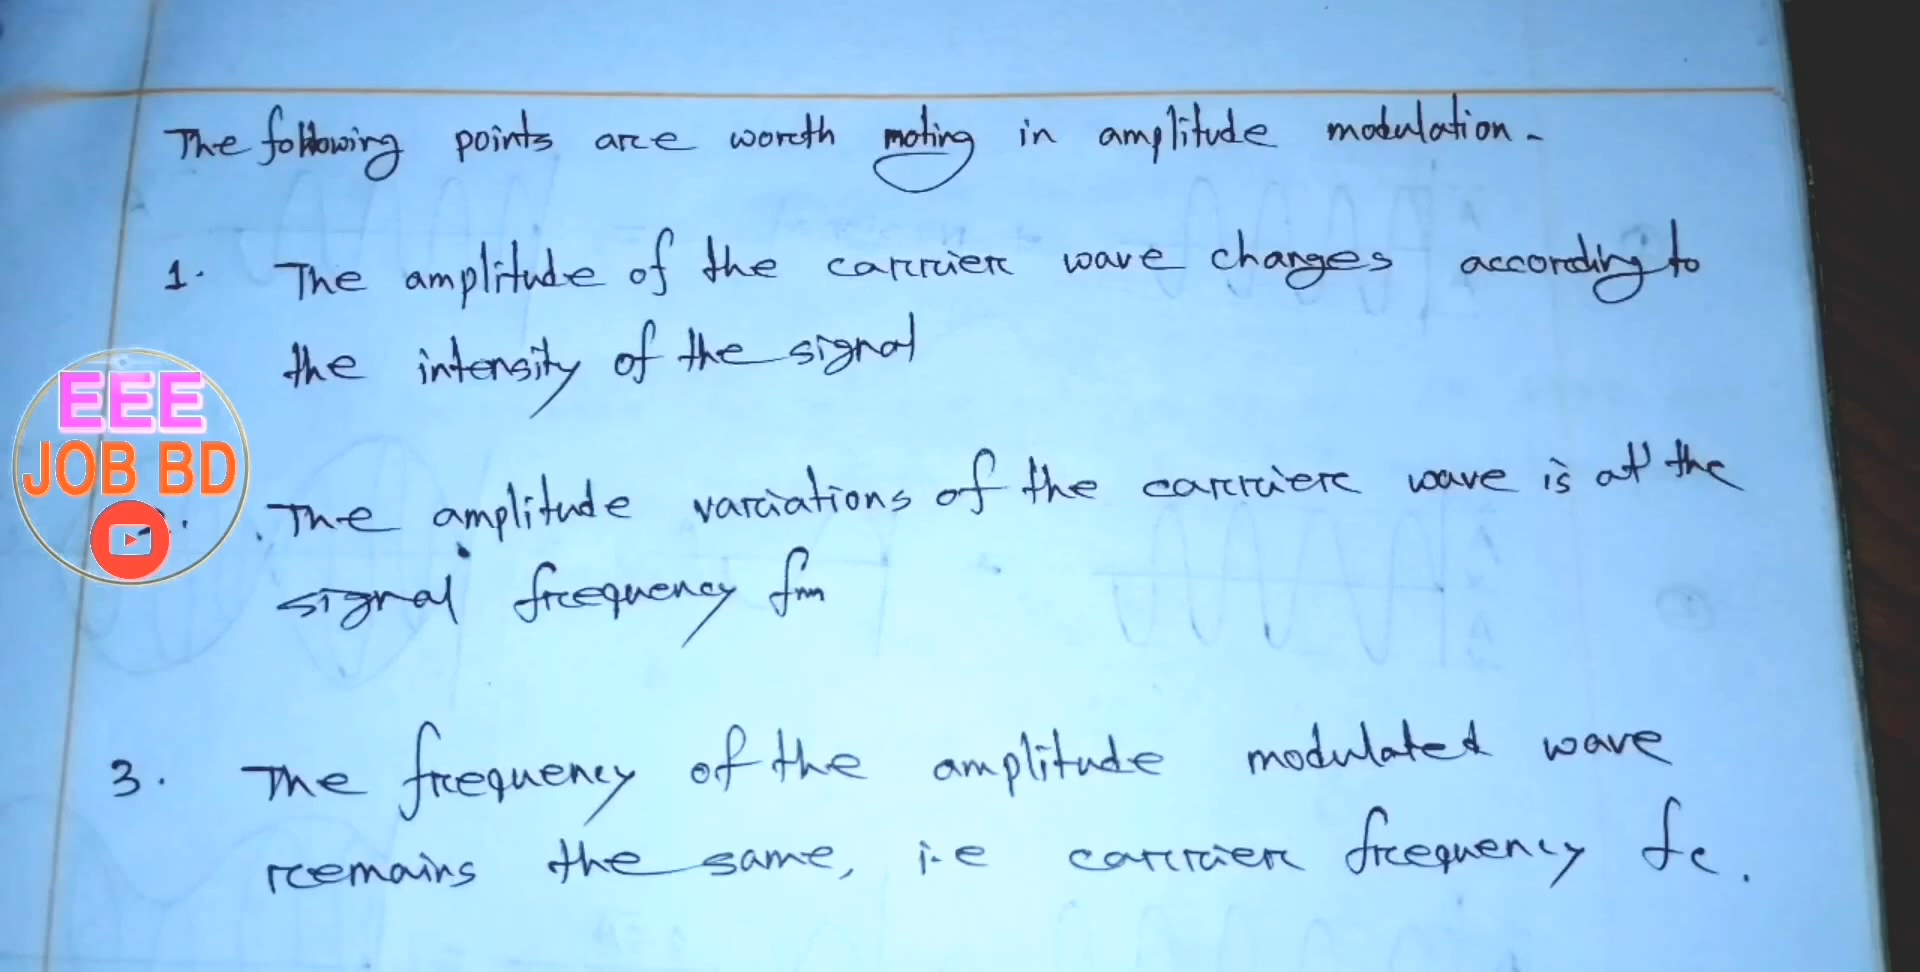 The following points are worth noting in amplitude modulation -
1. The amplitude of the carrier wave changes according to
the intensity of the signal
EEE
JOB BD
2. The amplitude variations of the carrier wave is at the
signal frequency fm
3. The frequency of the amplitude modulated wave
remains the same, i.e carrier frequency fc.